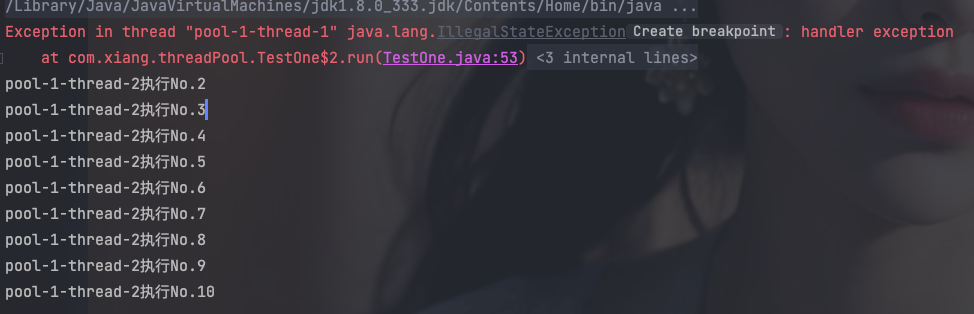 /Library/Java/JavaVirtualMachines/jdk1.8.0_333.jdk/Contents/Home/bin/java ...
Exception in thread "pool-1-thread-1" java.lang.IllegalStateException Create breakpoint : handler exception
at com.xiang.threadPool.TestOne$2.run(TestOne.java:53) <3 internal lines>
pool-1-thread-2执行No.2
pool-1-thread-2执行No.3
pool-1-thread-2执行No.4
pool-1-thread-2执行No.5
pool-1-thread-2执行No.6
pool-1-thread-2执行No.7
pool-1-thread-2执行No.8
pool-1-thread-2执行No.9
pool-1-thread-2执行No.10